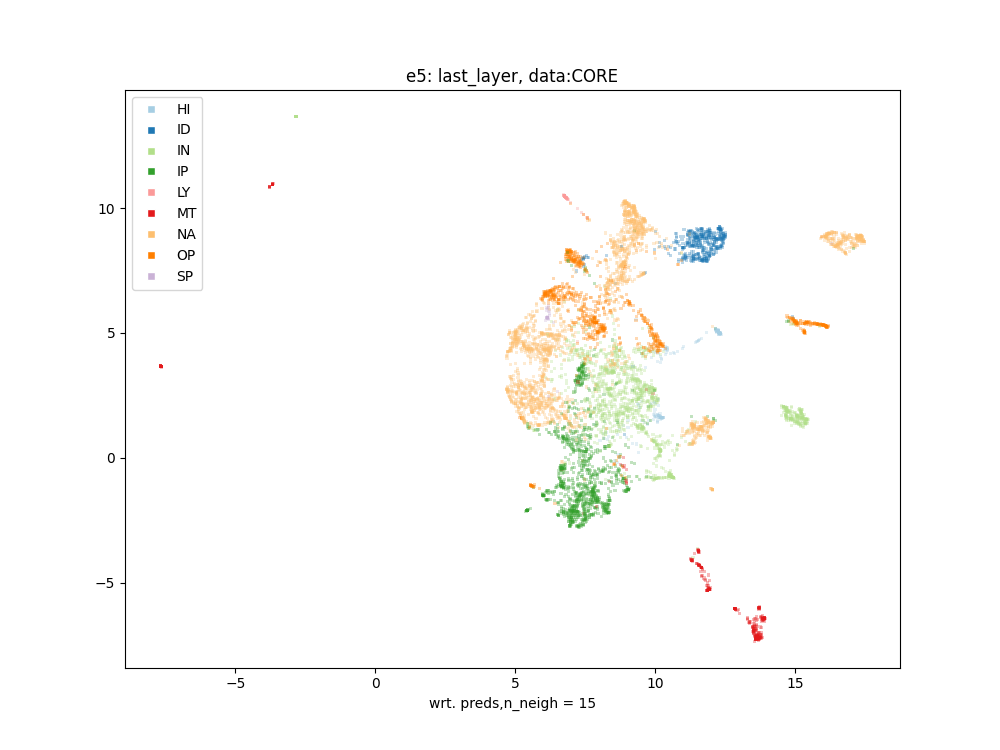 e5: last_layer, data:CORE
HI
ID
IN
IP
LY
MT
NA
OP
SP
10
5
0
−5
−5
0
5
10
15
wrt. preds,n_neigh = 15